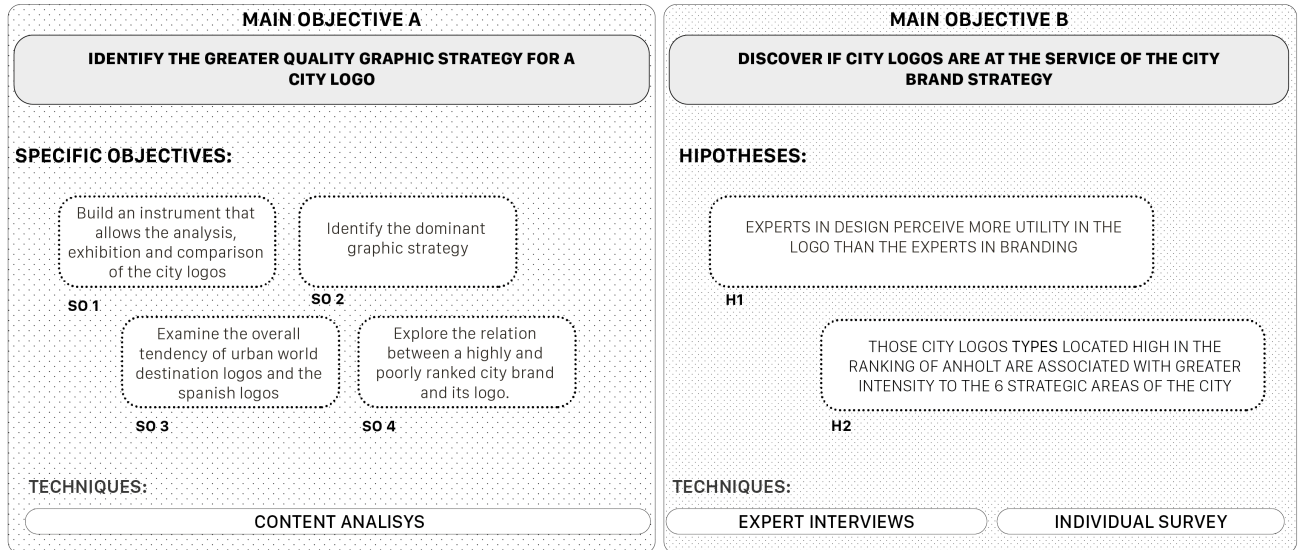 MAIN OBJECTIVE A
IDENTIFY THE GREATER QUALITY GRAPHIC STRATEGY FOR A
CITY LOGO
SPECIFIC OBJECTIVES:
Build an instrument that
allows the analysis,
exhibition and comparison
of the city logos
SO 1
Identify the dominant
graphic strategy
SO 2
Examine the overall
tendency of urban world
destination logos and the
spanish logos
SO 3
Explore the relation
between a highly and
poorly ranked city brand
and its logo.
SO 4
TECHNIQUES:
CONTENT ANALISYS
MAIN OBJECTIVE B
DISCOVER IF CITY LOGOS ARE AT THE SERVICE OF THE CITY
BRAND STRATEGY
HIPOTHESES:
EXPERTS IN DESIGN PERCEIVE MORE UTILITY IN THE
LOGO THAN THE EXPERTS IN BRANDING
H1
THOSE CITY LOGOS TYPES LOCATED HIGH IN THE
RANKING OF ANHOLT ARE ASSOCIATED WITH GREATER
INTENSITY TO THE 6 STRATEGIC AREAS OF THE CITY
H2
TECHNIQUES:
EXPERT INTERVIEWS
INDIVIDUAL SURVEY